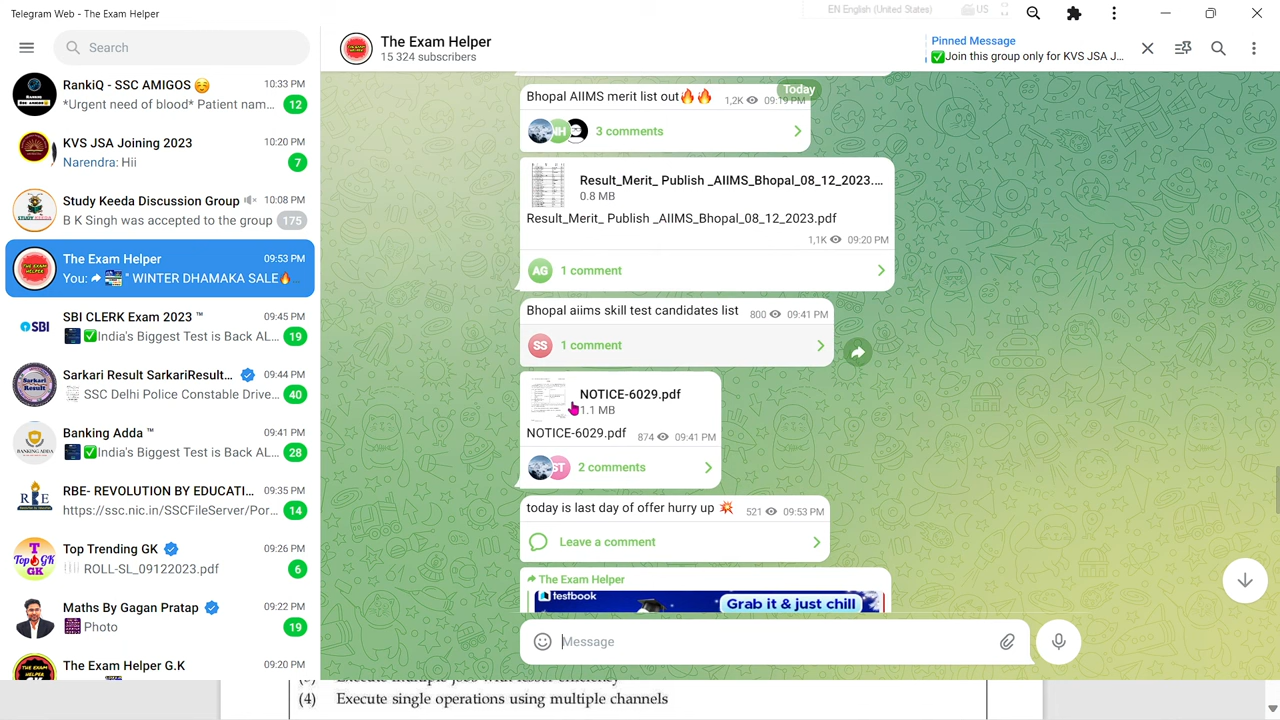 Telegram Web - The Exam Helper
EN English (United States)
US
Search
RankiQ - SSC AMIGOS 😌
10:33 PM
*Urgent need of blood* Patient nam...
12
KVS JSA Joining 2023
10:20 PM
Narendra: Hii
7
Study Keeda Discussion Group
10:08 PM
B K Singh was accepted to the group
175
The Exam Helper
09:53 PM
You: " WINTER DHAMAKA SALE🔥...
SBI
SBI CLERK Exam 2023 ™
09:45 PM
✅India's Biggest Test is Back AL...
19
Sarkari Result SarkariResult...
09:44 PM
SSC Delhi Police Constable Drive...
40
Banking Adda ™
09:41 PM
✅India's Biggest Test is Back AL...
28
RBE- REVOLUTION BY EDUCATI...
09:35 PM
https://ssc.nic.in/SSCFileServer/Por...
14
Top Trending GK
09:26 PM
ROLL-SL_09122023.pdf
6
Maths By Gagan Pratap
09:22 PM
Photo
19
The Exam Helper G.K
09:20 PM
The Exam Helper
15 324 subscribers
Pinned Message
✅Join this group only for KVS JSA J...
Today
Bhopal AIIMS merit list out🔥🔥
1,2K 09:19 PM
NH
3 comments
Result_Merit_ Publish _AIIMS_Bhopal_08_12_2023....
0.8 MB
Result_Merit_ Publish _AIIMS_Bhopal_08_12_2023.pdf
1,1K 09:20 PM
AG
1 comment
Bhopal aiims skill test candidates list
800 09:41 PM
SS
1 comment
NOTICE-6029.pdf
1.1 MB
NOTICE-6029.pdf
874 09:41 PM
ST
2 comments
today is last day of offer hurry up 💥
521 09:53 PM
Leave a comment
The Exam Helper
testbook
Grab it & just chill
Message
(4) Execute single operations using multiple channels